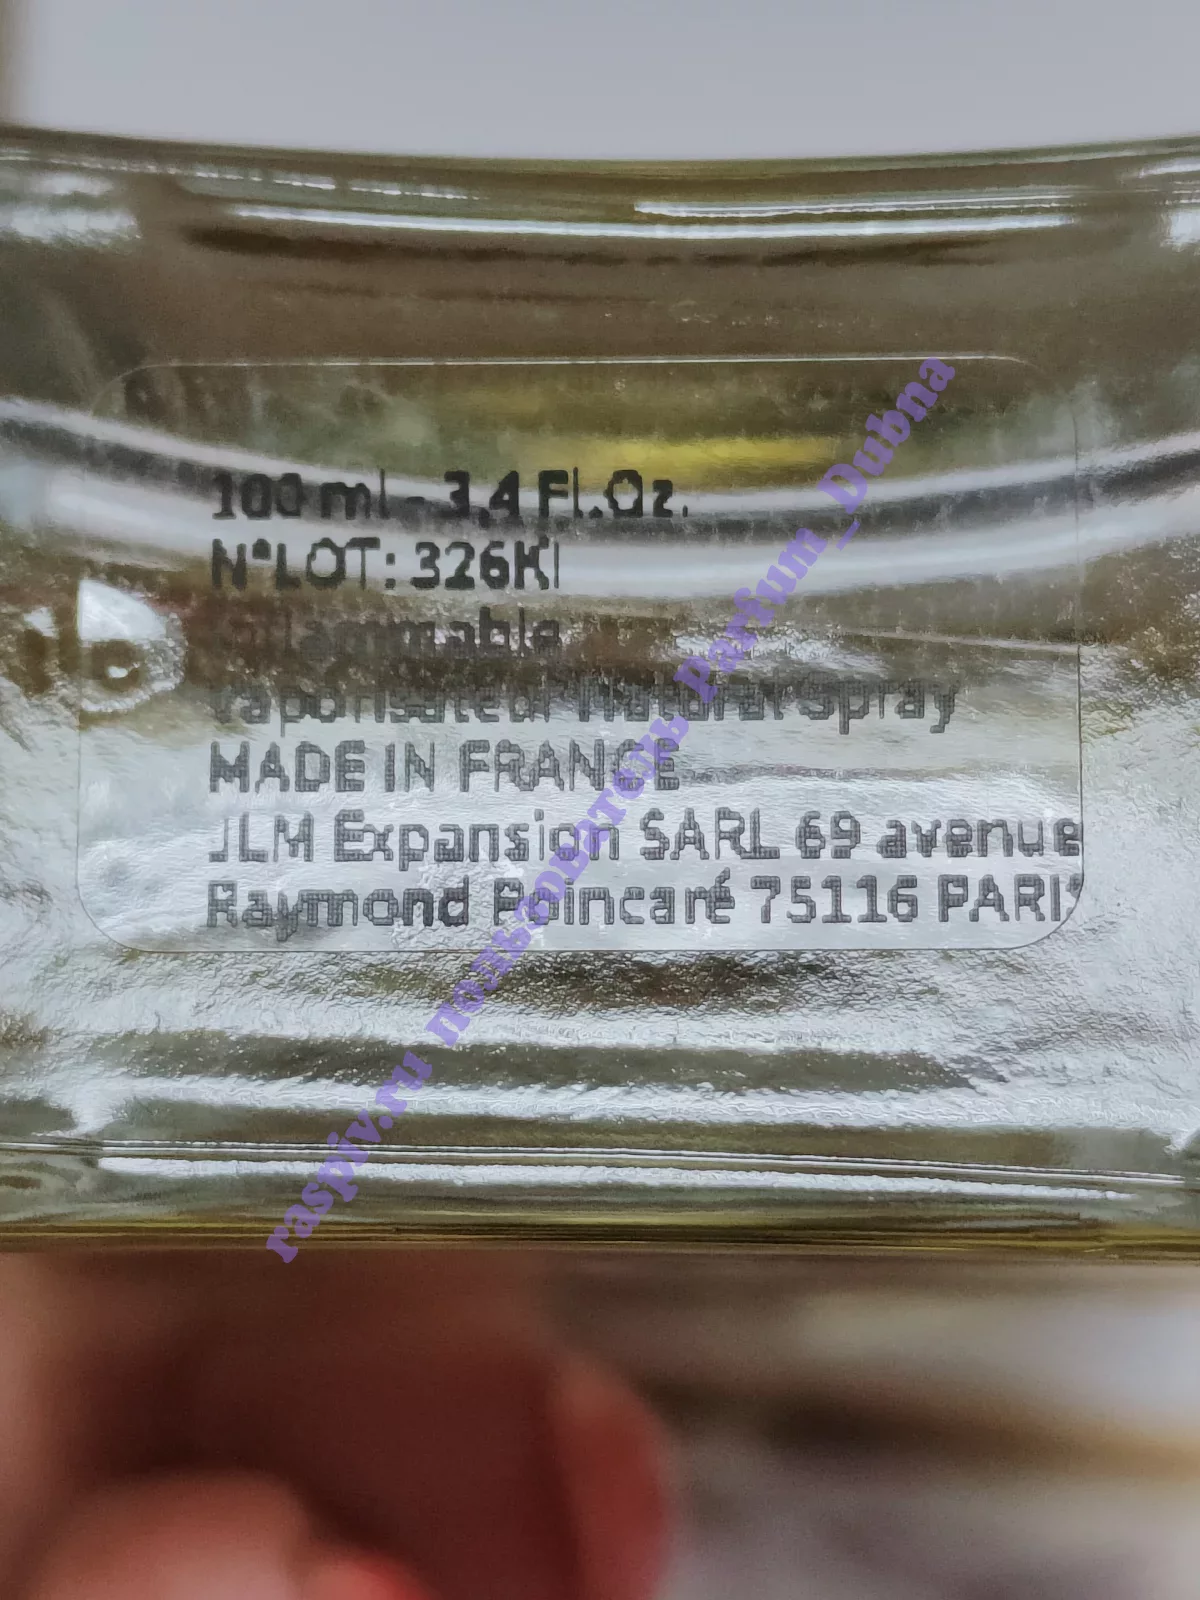 100 ml - 3,4 Fl.Oz.
N°LOT: 326KI
Inflammable
Vaporisateur Natural Spray
MADE IN FRANCE
JLM Expansion SARL 69 avenue
Raymond Poincaré 75116 PARIS
raspiv.ru пользователь Parfum_Dubna